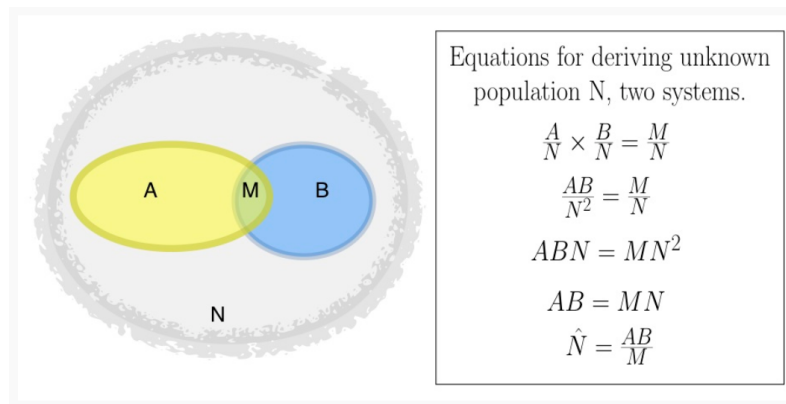 A
M
B
N
Equations for deriving unknown
population N, two systems.
A/N × B/N = M/N
AB/N² = M/N
ABN = MN²
AB = MN
N̂ = AB/M